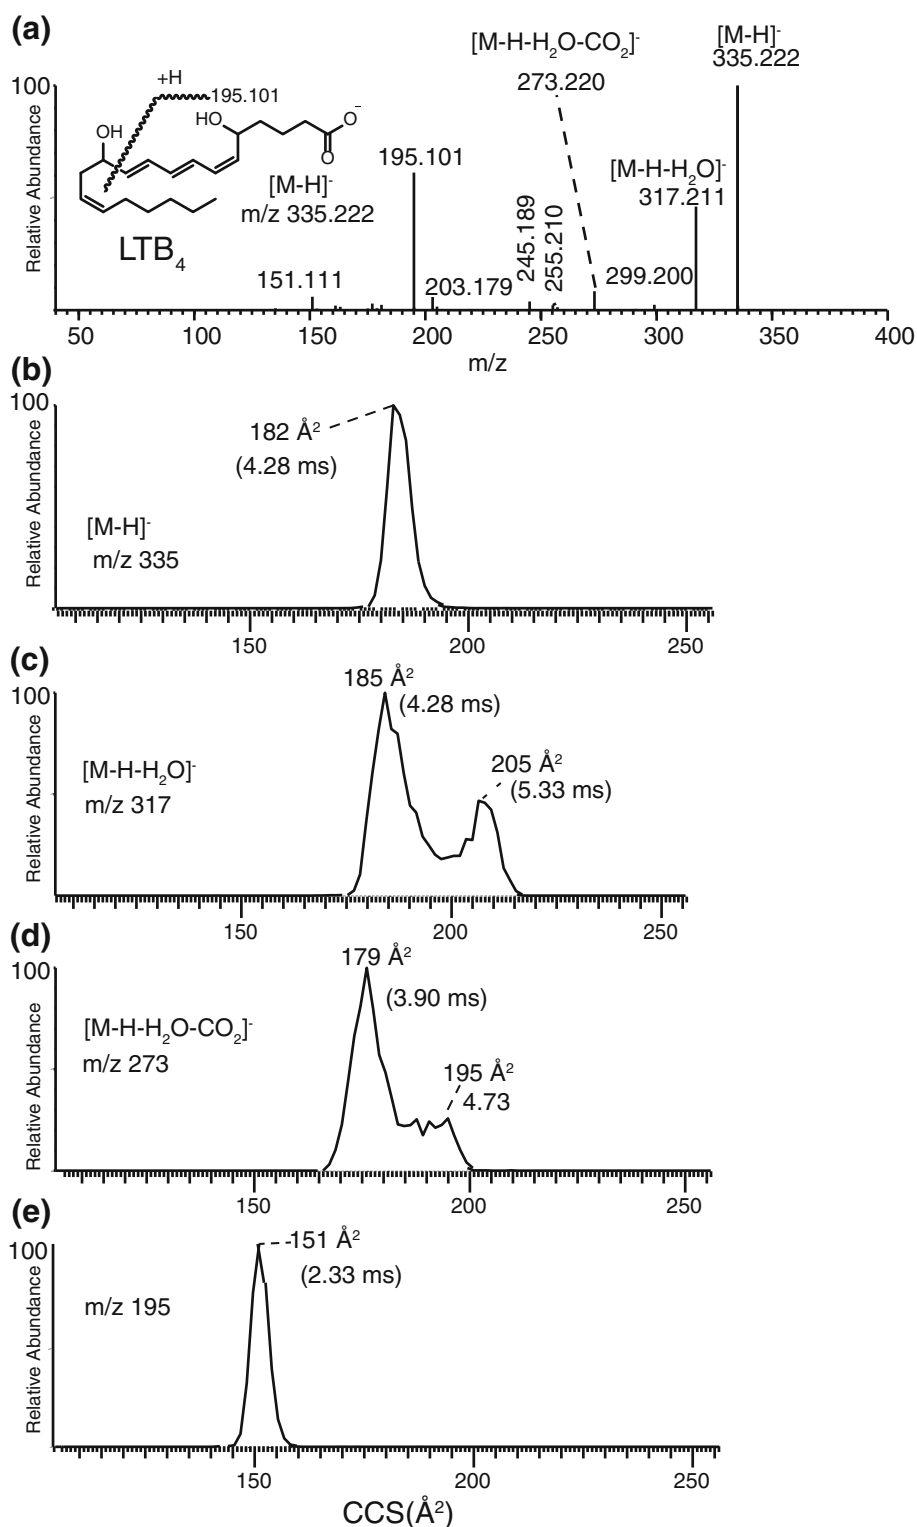 (a)
[M-H-H₂O-CO₂]⁻
273.220
[M-H]⁻
335.222
100
Relative Abundance
+H
195.101
OH
HO
O⁻
O
[M-H]⁻
m/z 335.222
LTB₄
195.101
151.111
203.179
245.189
255.210
299.200
[M-H-H₂O]⁻
317.211
50 100 150 200 250 300 350 400
m/z
(b)
100
Relative Abundance
182 Å²
(4.28 ms)
[M-H]⁻
m/z 335
150 200 250
(c)
100
Relative Abundance
185 Å²
(4.28 ms)
205 Å²
(5.33 ms)
[M-H-H₂O]⁻
m/z 317
150 200 250
(d)
100
Relative Abundance
179 Å²
(3.90 ms)
[M-H-H₂O-CO₂]⁻
m/z 273
195 Å²
4.73
150 200 250
(e)
100
Relative Abundance
151 Å²
(2.33 ms)
m/z 195
150 200 250
CCS(Å²)